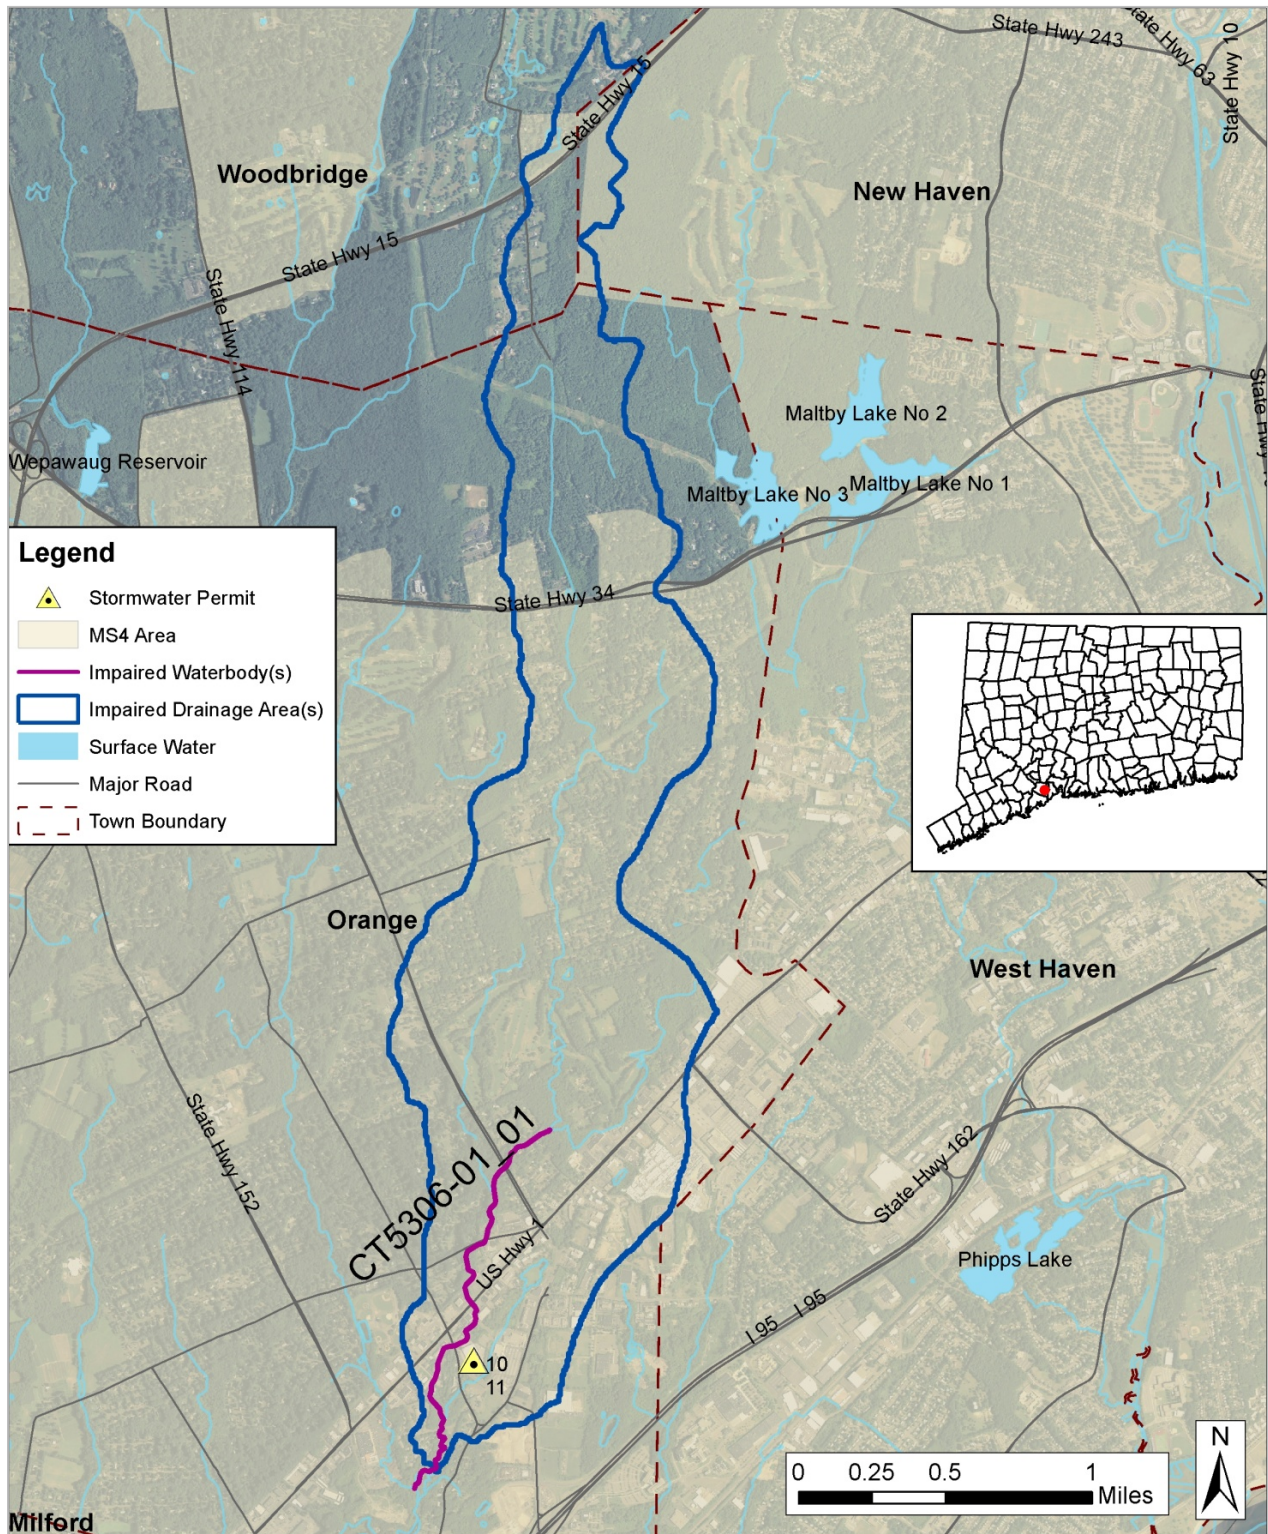 State Hwy 243
State Hwy 63
State Hwy 10
State Hwy 15
Woodbridge
New Haven
State Hwy 15
State Hwy 114
State Hwy
Maltby Lake No 2
Wepawaug Reservoir
Maltby Lake No 3
Maltby Lake No 1
Legend
Stormwater Permit
MS4 Area
Impaired Waterbody(s)
Impaired Drainage Area(s)
Surface Water
Major Road
Town Boundary
State Hwy 34
Orange
West Haven
CT5306-01_01
State Hwy 152
State Hwy 162
US Hwy 1
Phipps Lake
I 95
I 95
10
11
N
0 0.25 0.5 1
Miles
Milford